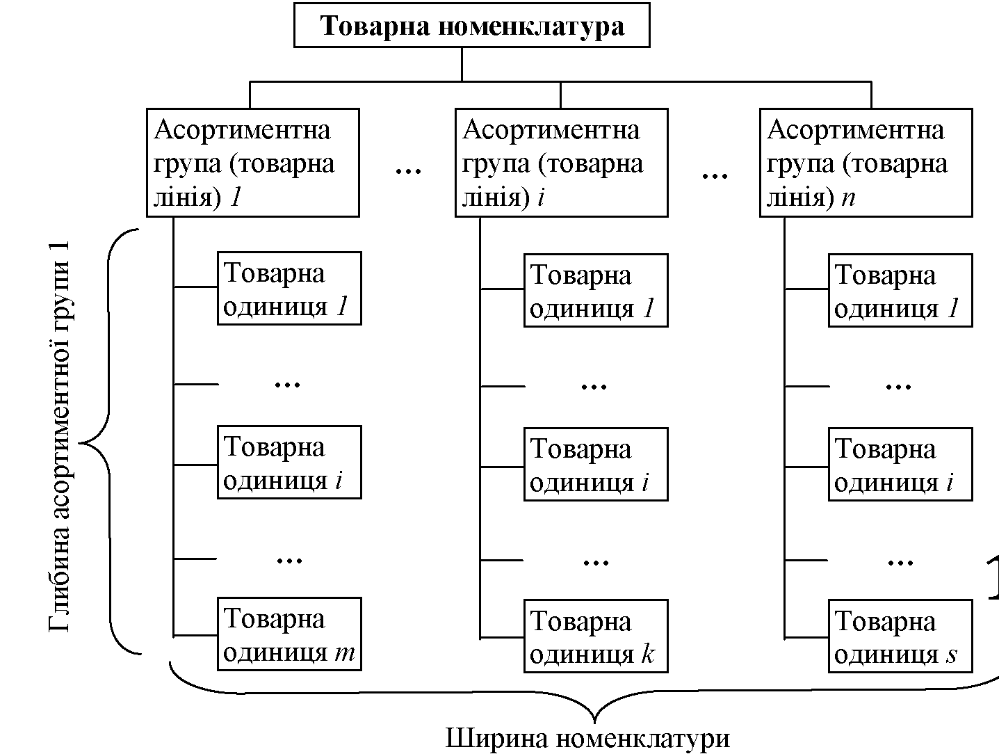 Товарна номенклатура
Асортиментна
група (товарна
лінія) 1
...
Асортиментна
група (товарна
лінія) i
...
Асортиментна
група (товарна
лінія) n
Глибина асортиментної групи 1
Товарна
одиниця 1
...
Товарна
одиниця i
...
Товарна
одиниця m
Товарна
одиниця 1
...
Товарна
одиниця i
...
Товарна
одиниця k
Товарна
одиниця 1
...
Товарна
одиниця i
...
Товарна
одиниця s
Ширина номенклатури